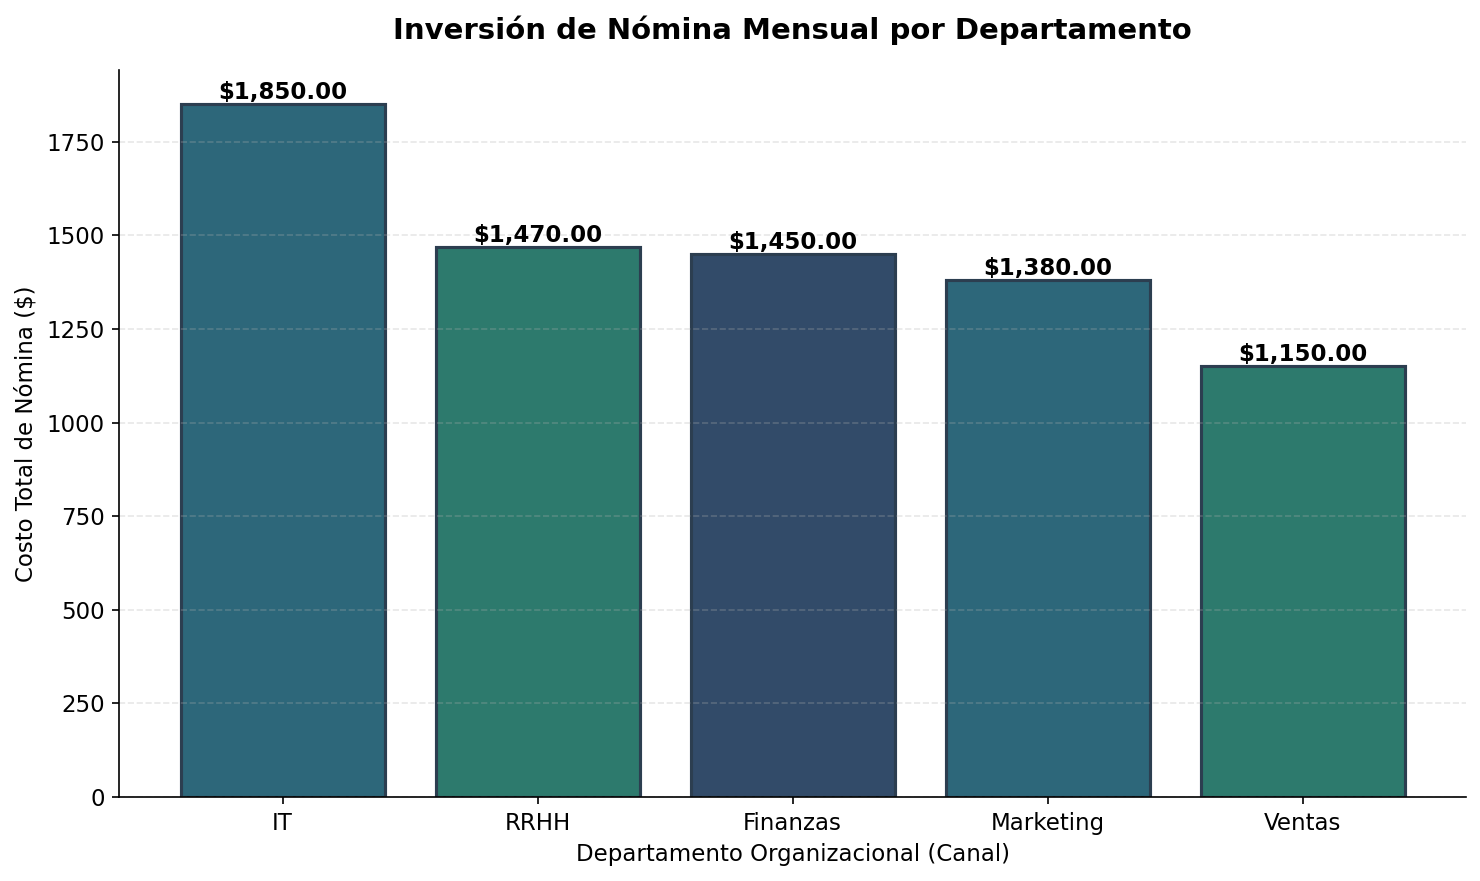 Inversión de Nómina Mensual por Departamento
Costo Total de Nómina ($)
1750
1500
1250
1000
750
500
250
0
$1,850.00
$1,470.00
$1,450.00
$1,380.00
$1,150.00
IT
RRHH
Finanzas
Marketing
Ventas
Departamento Organizacional (Canal)